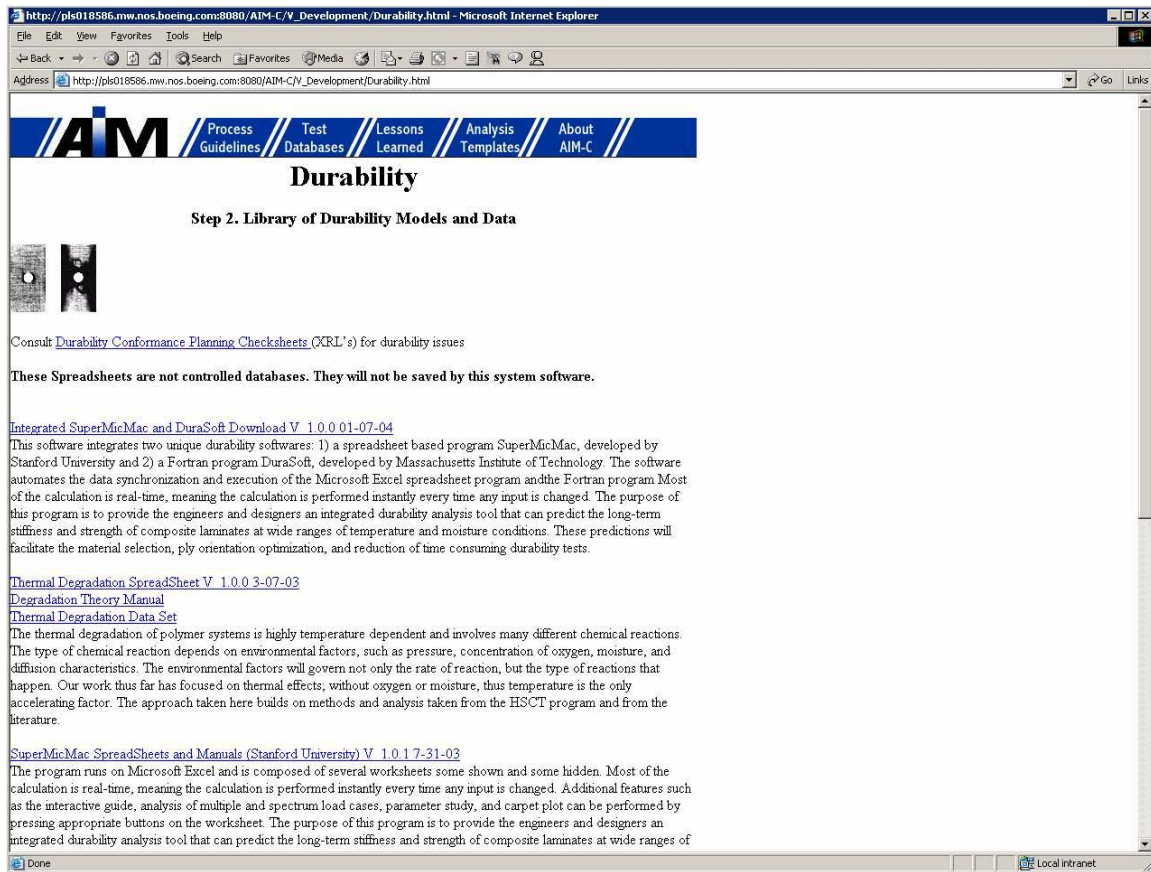 http://pls018586.mw.nos.boeing.com:8080/AIM-C/V_Development/Durability.html - Microsoft Internet Explorer
File Edit View Favorites Tools Help
Back Search Favorites Media
Address http://pls018586.mw.nos.boeing.com:8080/AIM-C/V_Development/Durability.html Go Links
AIM
Process Guidelines
Test Databases
Lessons Learned
Analysis Templates
About AIM-C
Durability
Step 2. Library of Durability Models and Data
Consult Durability Conformance Planning Checksheets (XRL's) for durability issues
These Spreadsheets are not controlled databases. They will not be saved by this system software.
Integrated SuperMicMac and DuraSoft Download V_1.0.0 01-07-04
This software integrates two unique durability softwares: 1) a spreadsheet based program SuperMicMac, developed by
Stanford University and 2) a Fortran program DuraSoft, developed by Massachusetts Institute of Technology. The software
automates the data synchronization and execution of the Microsoft Excel spreadsheet program andthe Fortran program Most
of the calculation is real-time, meaning the calculation is performed instantly every time any input is changed. The purpose of
this program is to provide the engineers and designers an integrated durability analysis tool that can predict the long-term
stiffness and strength of composite laminates at wide ranges of temperature and moisture conditions. These predictions will
facilitate the material selection, ply orientation optimization, and reduction of time consuming durability tests.
Thermal Degradation SpreadSheet V_1.0.0 3-07-03
Degradation Theory Manual
Thermal Degradation Data Set
The thermal degradation of polymer systems is highly temperature dependent and involves many different chemical reactions.
The type of chemical reaction depends on environmental factors, such as pressure, concentration of oxygen, moisture, and
diffusion characteristics. The environmental factors will govern not only the rate of reaction, but the type of reactions that
happen. Our work thus far has focused on thermal effects; without oxygen or moisture, thus temperature is the only
accelerating factor. The approach taken here builds on methods and analysis taken from the HSCT program and from the
literature.
SuperMicMac SpreadSheets and Manuals (Stanford University) V_1.0.1 7-31-03
The program runs on Microsoft Excel and is composed of several worksheets some shown and some hidden. Most of the
calculation is real-time, meaning the calculation is performed instantly every time any input is changed. Additional features such
as the interactive guide, analysis of multiple and spectrum load cases, parameter study, and carpet plot can be performed by
pressing appropriate buttons on the worksheet. The purpose of this program is to provide the engineers and designers an
integrated durability analysis tool that can predict the long-term stiffness and strength of composite laminates at wide ranges of
Done Local intranet